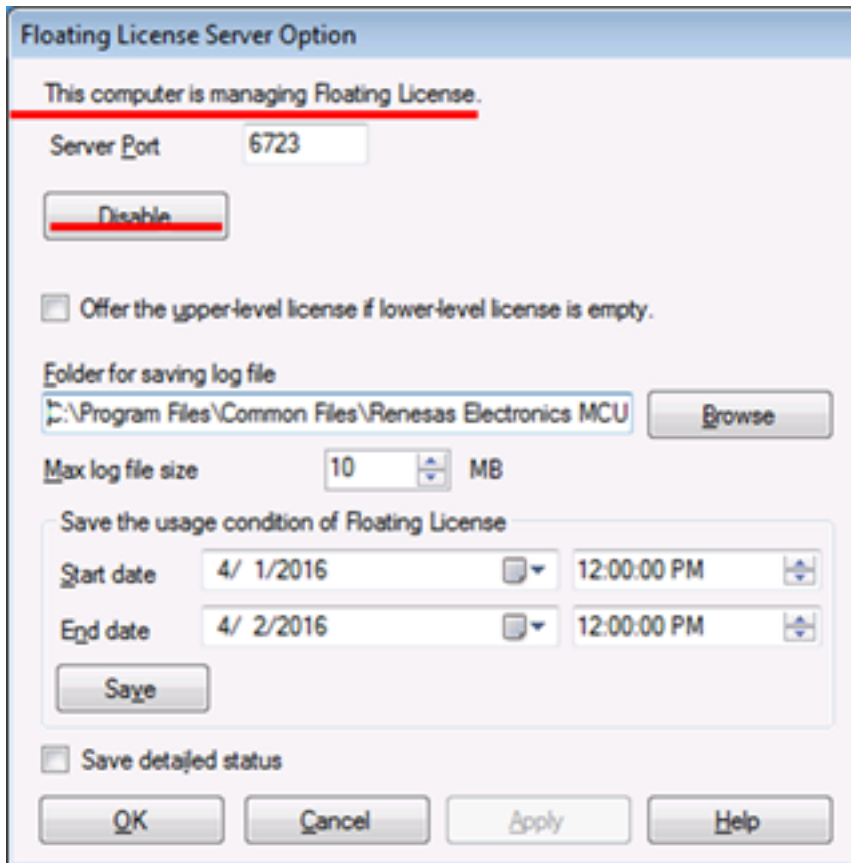 Floating License Server Option
This computer is managing Floating License.
Server Port 6723
Disable
Offer the upper-level license if lower-level license is empty.
Folder for saving log file
C:\Program Files\Common Files\Renesas Electronics MCU Browse
Max log file size 10 MB
Save the usage condition of Floating License
Start date 4/ 1/2016 12:00:00 PM
End date 4/ 2/2016 12:00:00 PM
Save
Save detailed status
OK Cancel Apply Help